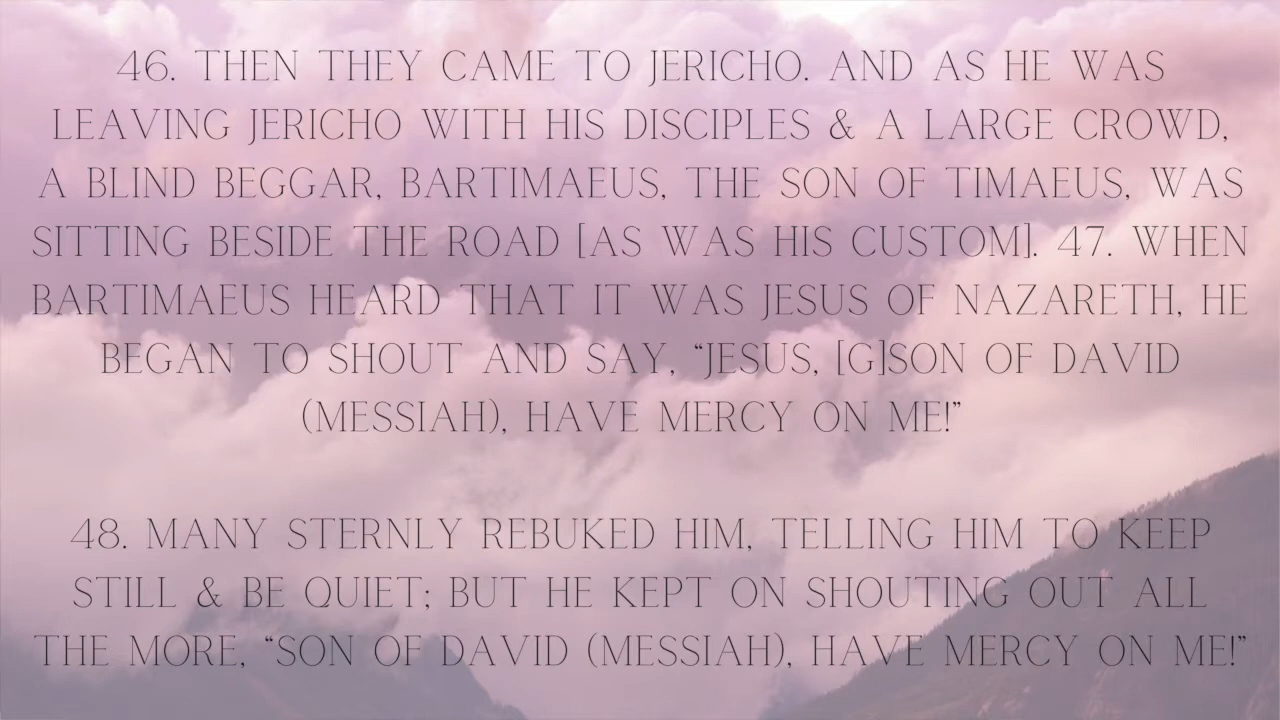 46. THEN THEY CAME TO JERICHO. AND AS HE WAS
LEAVING JERICHO WITH HIS DISCIPLES & A LARGE CROWD,
A BLIND BEGGAR, BARTIMAEUS, THE SON OF TIMAEUS, WAS
SITTING BESIDE THE ROAD [AS WAS HIS CUSTOM]. 47. WHEN
BARTIMAEUS HEARD THAT IT WAS JESUS OF NAZARETH, HE
BEGAN TO SHOUT AND SAY, “JESUS, [G]SON OF DAVID
(MESSIAH), HAVE MERCY ON ME!”
48. MANY STERNLY REBUKED HIM, TELLING HIM TO KEEP
STILL & BE QUIET; BUT HE KEPT ON SHOUTING OUT ALL
THE MORE, “SON OF DAVID (MESSIAH), HAVE MERCY ON ME!”